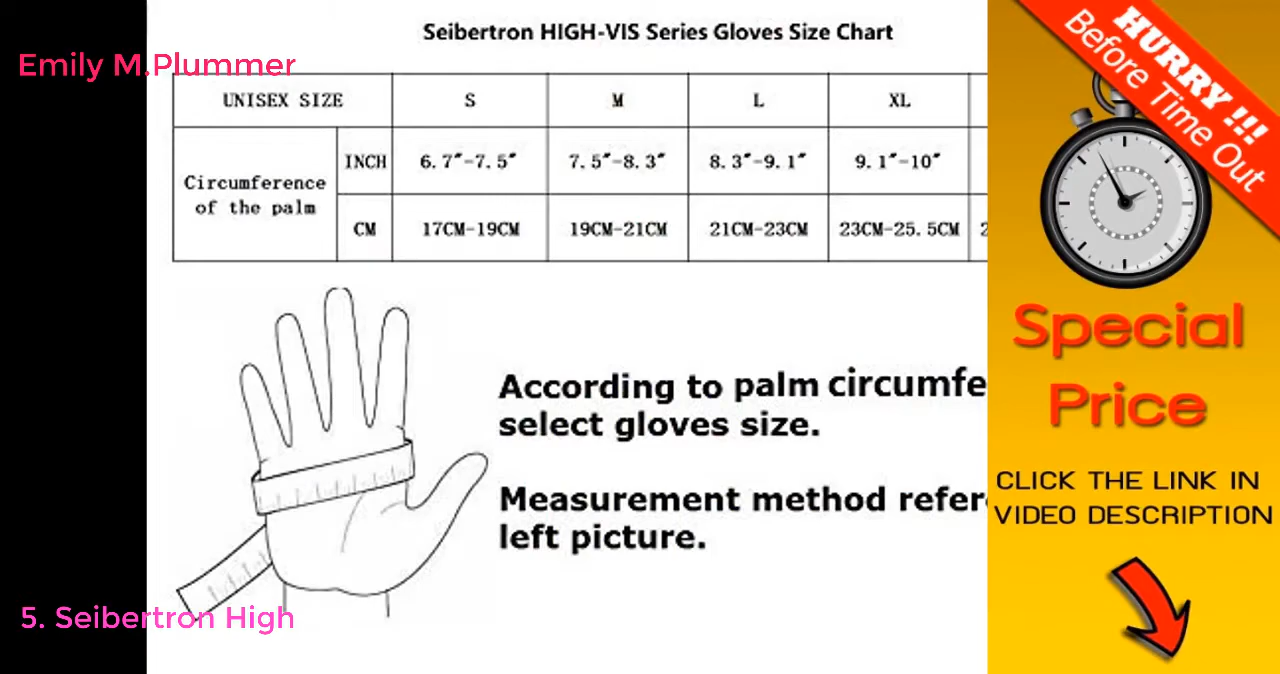 Seibertron HIGH-VIS Series Gloves Size Chart
Emily M.Plummer
UNISEX SIZE S M L XL
Circumference of the palm
INCH 6.7"-7.5" 7.5"-8.3" 8.3"-9.1" 9.1"-10"
CM 17CM-19CM 19CM-21CM 21CM-23CM 23CM-25.5CM
According to palm
select gloves size.
Measurement method
left picture.
5. Seibertron High
HURRY !!!
Before Time Out
Special
Price
CLICK THE LINK IN
VIDEO DESCRIPTION